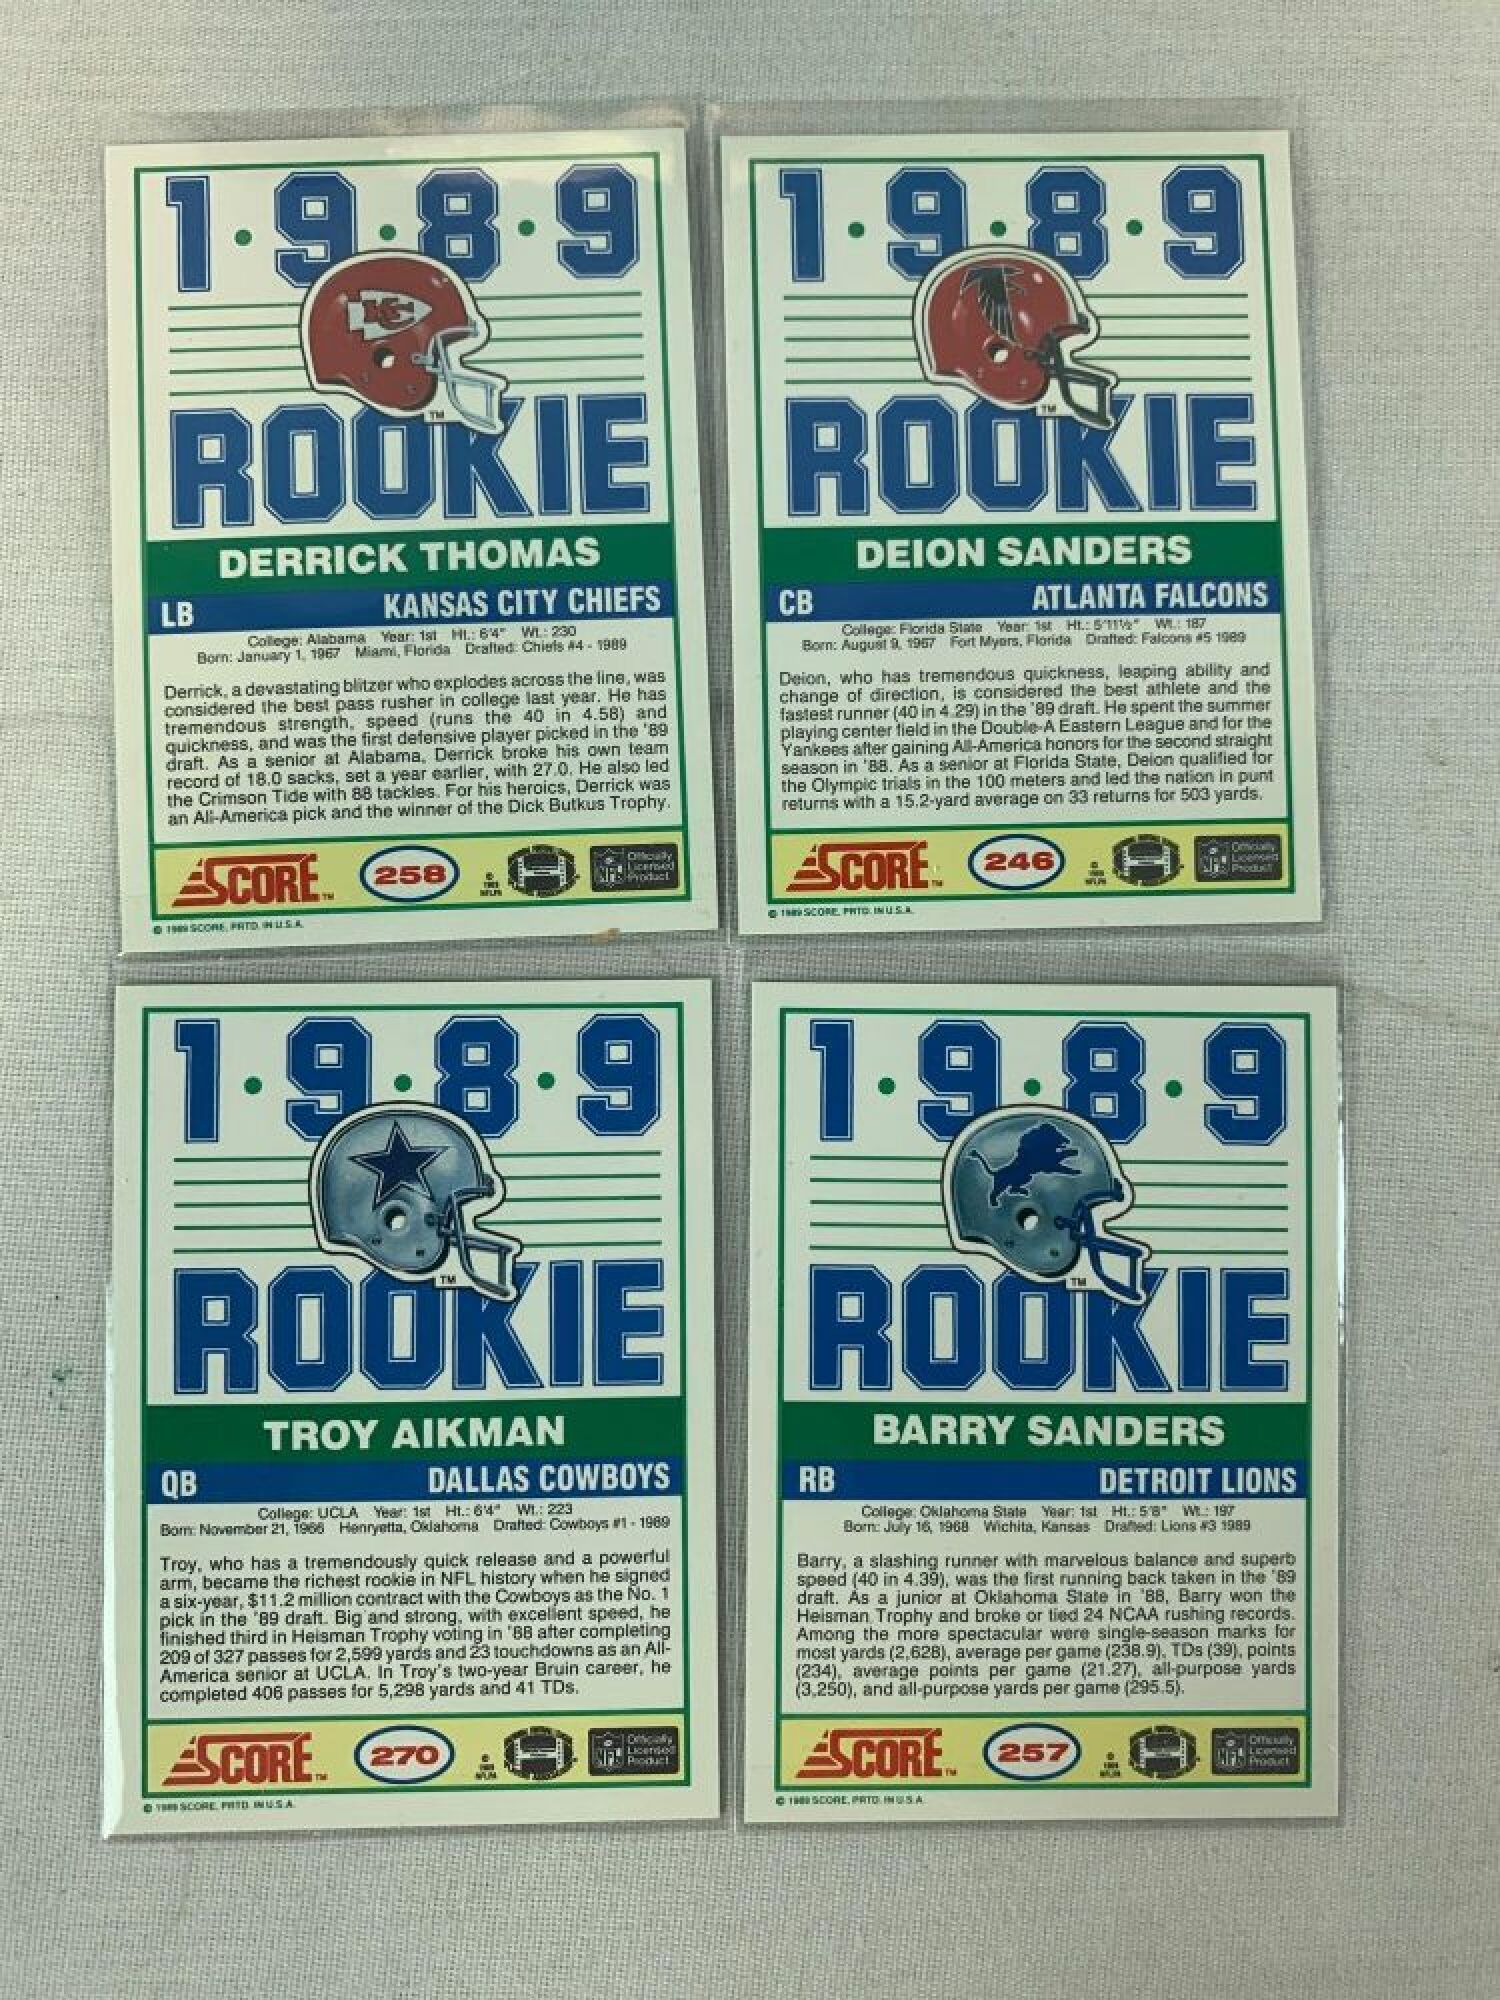 1·9·8·9
KC
TM
ROOKIE
DERRICK THOMAS
LB KANSAS CITY CHIEFS
College: Alabama Year: 1st Ht.: 6'4" Wt.: 230
Born: January 1, 1967 Miami, Florida Drafted: Chiefs #4 - 1989
Derrick, a devastating blitzer who explodes across the line, was
considered the best pass rusher in college last year. He has
tremendous strength, speed (runs the 40 in 4.58) and
quickness, and was the first defensive player picked in the '89
draft. As a senior at Alabama, Derrick broke his own team
record of 18.0 sacks, set a year earlier, with 27.0. He also led
the Crimson Tide with 88 tackles. For his heroics, Derrick was
an All-America pick and the winner of the Dick Butkus Trophy.
SCORE TM 258 © 1989 NFLPA NFL Officially Licensed Product
© 1989 SCORE, PRTD. IN U.S.A.
1·9·8·9
TM
ROOKIE
DEION SANDERS
CB ATLANTA FALCONS
College: Florida State Year: 1st Ht.: 5'11½" Wt.: 187
Born: August 9, 1967 Fort Myers, Florida Drafted: Falcons #5 1989
Deion, who has tremendous quickness, leaping ability and
change of direction, is considered the best athlete and the
fastest runner (40 in 4.29) in the '89 draft. He spent the summer
playing center field in the Double-A Eastern League and for the
Yankees after gaining All-America honors for the second straight
season in '88. As a senior at Florida State, Deion qualified for
the Olympic trials in the 100 meters and led the nation in punt
returns with a 15.2-yard average on 33 returns for 503 yards.
SCORE TM 246 © 1989 NFLPA NFL Officially Licensed Product
© 1989 SCORE, PRTD. IN U.S.A.
1·9·8·9
TM
ROOKIE
TROY AIKMAN
QB DALLAS COWBOYS
College: UCLA Year: 1st Ht.: 6'4" Wt.: 223
Born: November 21, 1966 Henryetta, Oklahoma Drafted: Cowboys #1 - 1989
Troy, who has a tremendously quick release and a powerful
arm, became the richest rookie in NFL history when he signed
a six-year, $11.2 million contract with the Cowboys as the No. 1
pick in the '89 draft. Big and strong, with excellent speed, he
finished third in Heisman Trophy voting in '88 after completing
209 of 327 passes for 2,599 yards and 23 touchdowns as an All-
America senior at UCLA. In Troy's two-year Bruin career, he
completed 406 passes for 5,298 yards and 41 TDs.
SCORE TM 270 © 1989 NFLPA NFL Officially Licensed Product
© 1989 SCORE, PRTD. IN U.S.A.
1·9·8·9
TM
ROOKIE
BARRY SANDERS
RB DETROIT LIONS
College: Oklahoma State Year: 1st Ht.: 5'8" Wt.: 197
Born: July 16, 1968 Wichita, Kansas Drafted: Lions #3 1989
Barry, a slashing runner with marvelous balance and superb
speed (40 in 4.39), was the first running back taken in the '89
draft. As a junior at Oklahoma State in '88, Barry won the
Heisman Trophy and broke or tied 24 NCAA rushing records.
Among the more spectacular were single-season marks for
most yards (2,628), average per game (238.9), TDs (39), points
(234), average points per game (21.27), all-purpose yards
(3,250), and all-purpose yards per game (295.5).
SCORE TM 257 © 1989 NFLPA NFL Officially Licensed Product
© 1989 SCORE, PRTD. IN U.S.A.